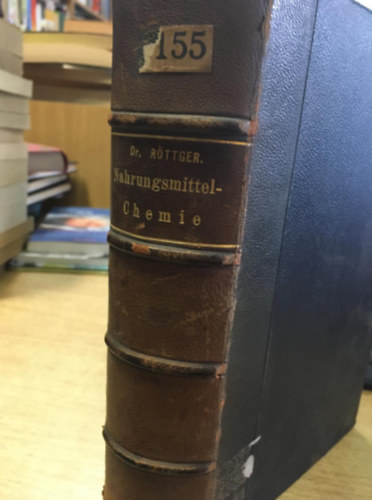 155
Dr. RÖTTGER.
Nahrungsmittel-
Chemie